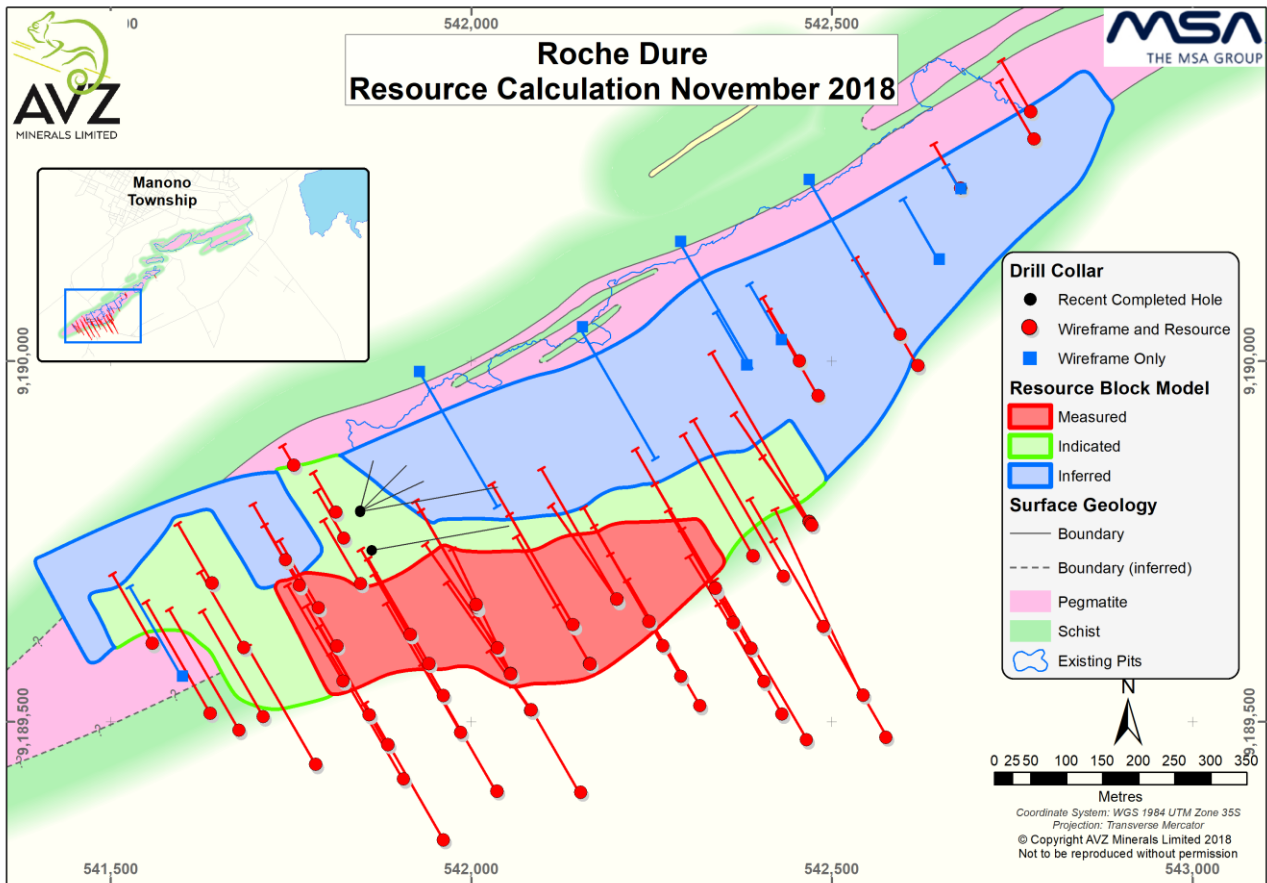 00
542,000
542,500
AVZ
MINERALS LIMITED
Roche Dure
Resource Calculation November 2018
MSA
THE MSA GROUP
Manono
Township
Drill Collar
Recent Completed Hole
Wireframe and Resource
Wireframe Only
Resource Block Model
Measured
Indicated
Inferred
Surface Geology
Boundary
Boundary (inferred)
Pegmatite
Schist
Existing Pits
9,190,000
9,190,000
?
?
?
9,189,500
9,189,500
N
0 25 50 100 150 200 250 300 350
Metres
Coordinate System: WGS 1984 UTM Zone 35S
Projection: Transverse Mercator
© Copyright AVZ Minerals Limited 2018
Not to be reproduced without permission
541,500
542,000
542,500
543,000